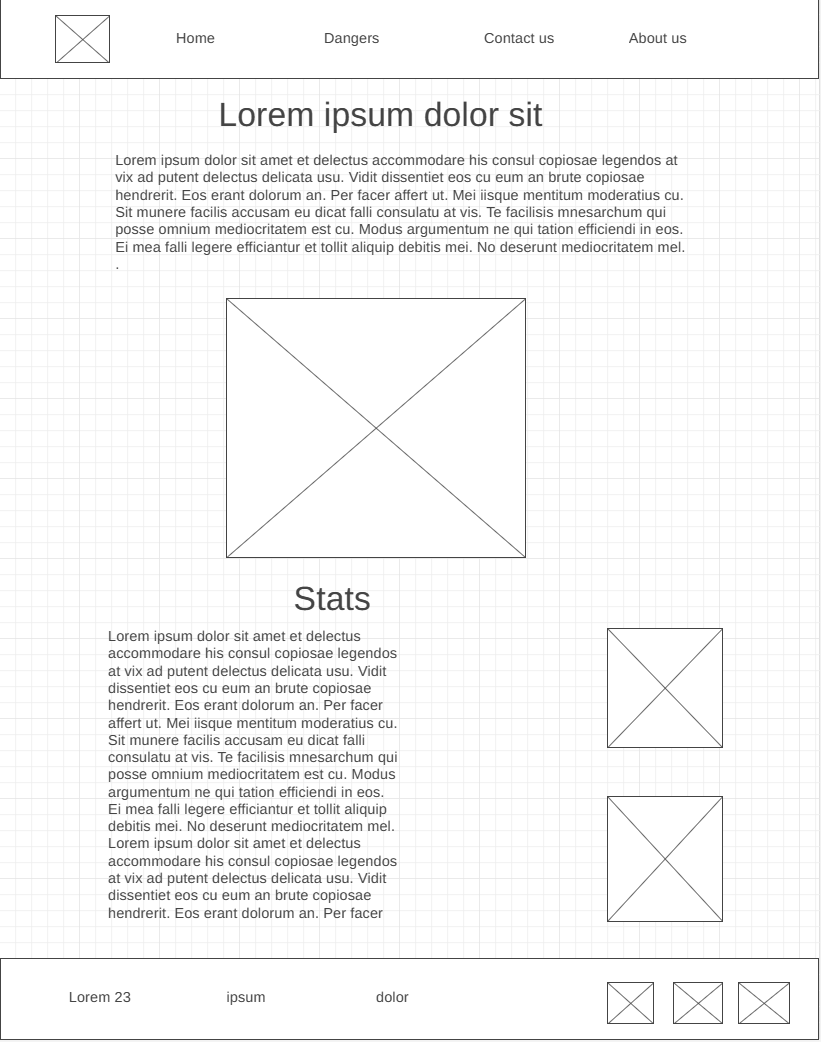 Home Dangers Contact us About us
Lorem ipsum dolor sit
Lorem ipsum dolor sit amet et delectus accommodare his consul copiosae legendos at
vix ad putent delectus delicata usu. Vidit dissentiet eos cu eum an brute copiosae
hendrerit. Eos erant dolorum an. Per facer affert ut. Mei iisque mentitum moderatius cu.
Sit munere facilis accusam eu dicat falli consulatu at vis. Te facilisis mnesarchum qui
posse omnium mediocritatem est cu. Modus argumentum ne qui tation efficiendi in eos.
Ei mea falli legere efficiantur et tollit aliquip debitis mei. No deserunt mediocritatem mel.
.
Stats
Lorem ipsum dolor sit amet et delectus
accommodare his consul copiosae legendos
at vix ad putent delectus delicata usu. Vidit
dissentiet eos cu eum an brute copiosae
hendrerit. Eos erant dolorum an. Per facer
affert ut. Mei iisque mentitum moderatius cu.
Sit munere facilis accusam eu dicat falli
consulatu at vis. Te facilisis mnesarchum qui
posse omnium mediocritatem est cu. Modus
argumentum ne qui tation efficiendi in eos.
Ei mea falli legere efficiantur et tollit aliquip
debitis mei. No deserunt mediocritatem mel.
Lorem ipsum dolor sit amet et delectus
accommodare his consul copiosae legendos
at vix ad putent delectus delicata usu. Vidit
dissentiet eos cu eum an brute copiosae
hendrerit. Eos erant dolorum an. Per facer
Lorem 23 ipsum dolor